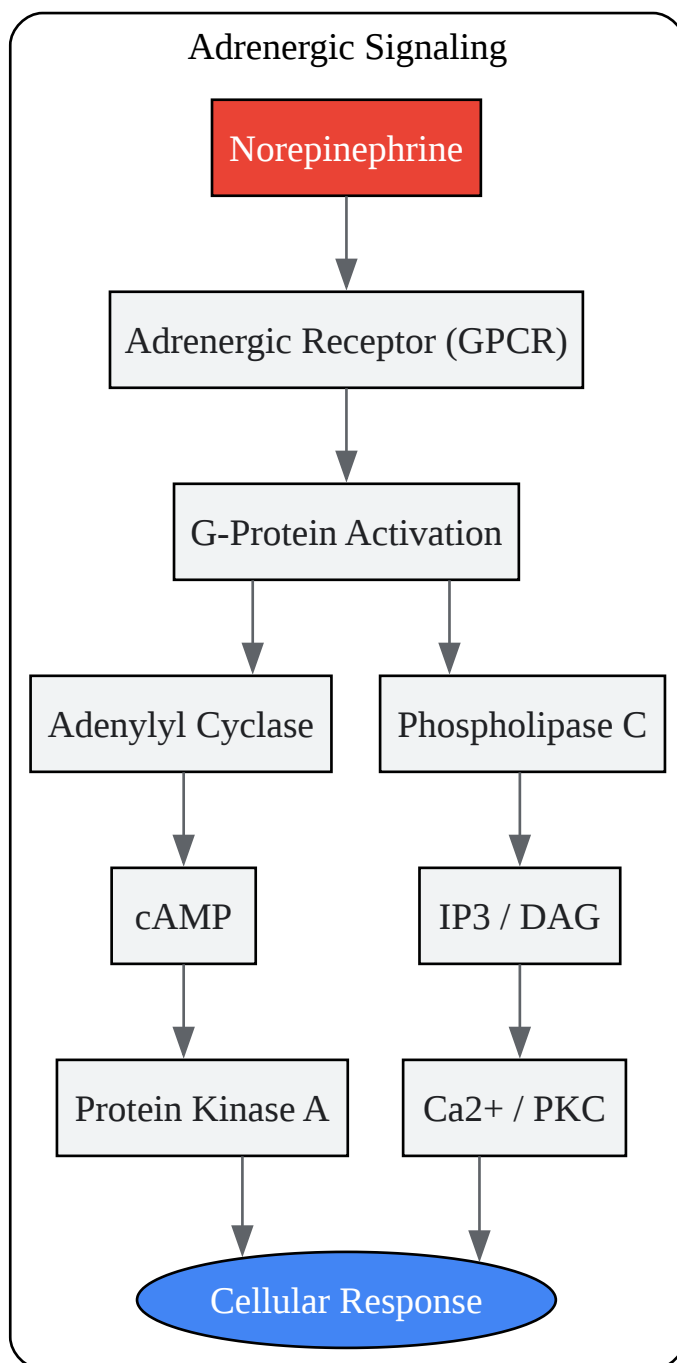 Adrenergic Signaling
Norepinephrine
Adrenergic Receptor (GPCR)
G-Protein Activation
Adenylyl Cyclase
Phospholipase C
cAMP
IP3 / DAG
Protein Kinase A
Ca2+ / PKC
Cellular Response